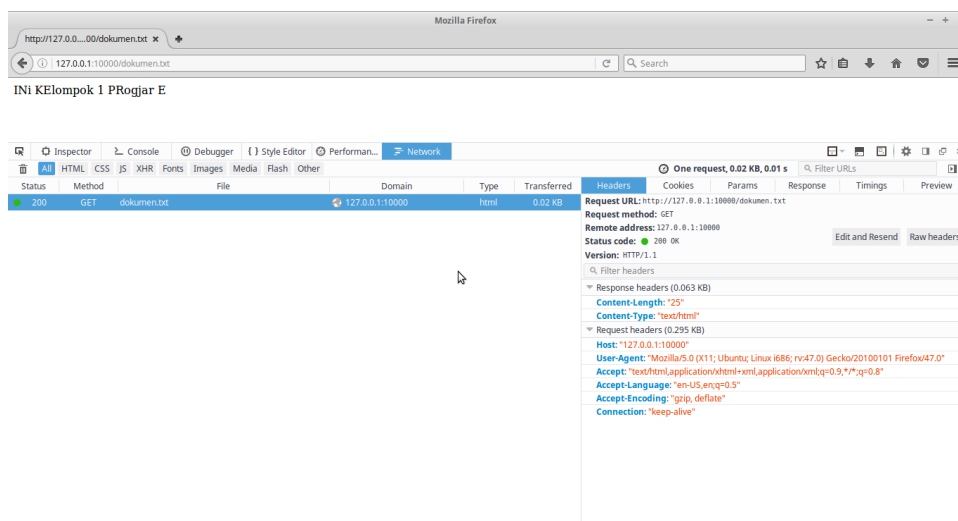 Mozilla Firefox
http://127.0.0....00/dokumen.txt
127.0.0.1:10000/dokumen.txt
Search
INi KElompok 1 PRogjar E
Inspector Console Debugger { } Style Editor Performan... Network
All HTML CSS JS XHR Fonts Images Media Flash Other One request, 0.02 KB, 0.01 s Filter URLs
Status Method File Domain Type Transferred
200 GET dokumen.txt 127.0.0.1:10000 html 0.02 KB
Headers Cookies Params Response Timings Preview
Request URL: http://127.0.0.1:10000/dokumen.txt
Request method: GET
Remote address: 127.0.0.1:10000
Status code: 200 OK
Edit and Resend Raw headers
Version: HTTP/1.1
Filter headers
Response headers (0.063 KB)
Content-Length: "25"
Content-Type: "text/html"
Request headers (0.295 KB)
Host: "127.0.0.1:10000"
User-Agent: "Mozilla/5.0 (X11; Ubuntu; Linux i686; rv:47.0) Gecko/20100101 Firefox/47.0"
Accept: "text/html,application/xhtml+xml,application/xml;q=0.9,*/*;q=0.8"
Accept-Language: "en-US,en;q=0.5"
Accept-Encoding: "gzip, deflate"
Connection: "keep-alive"